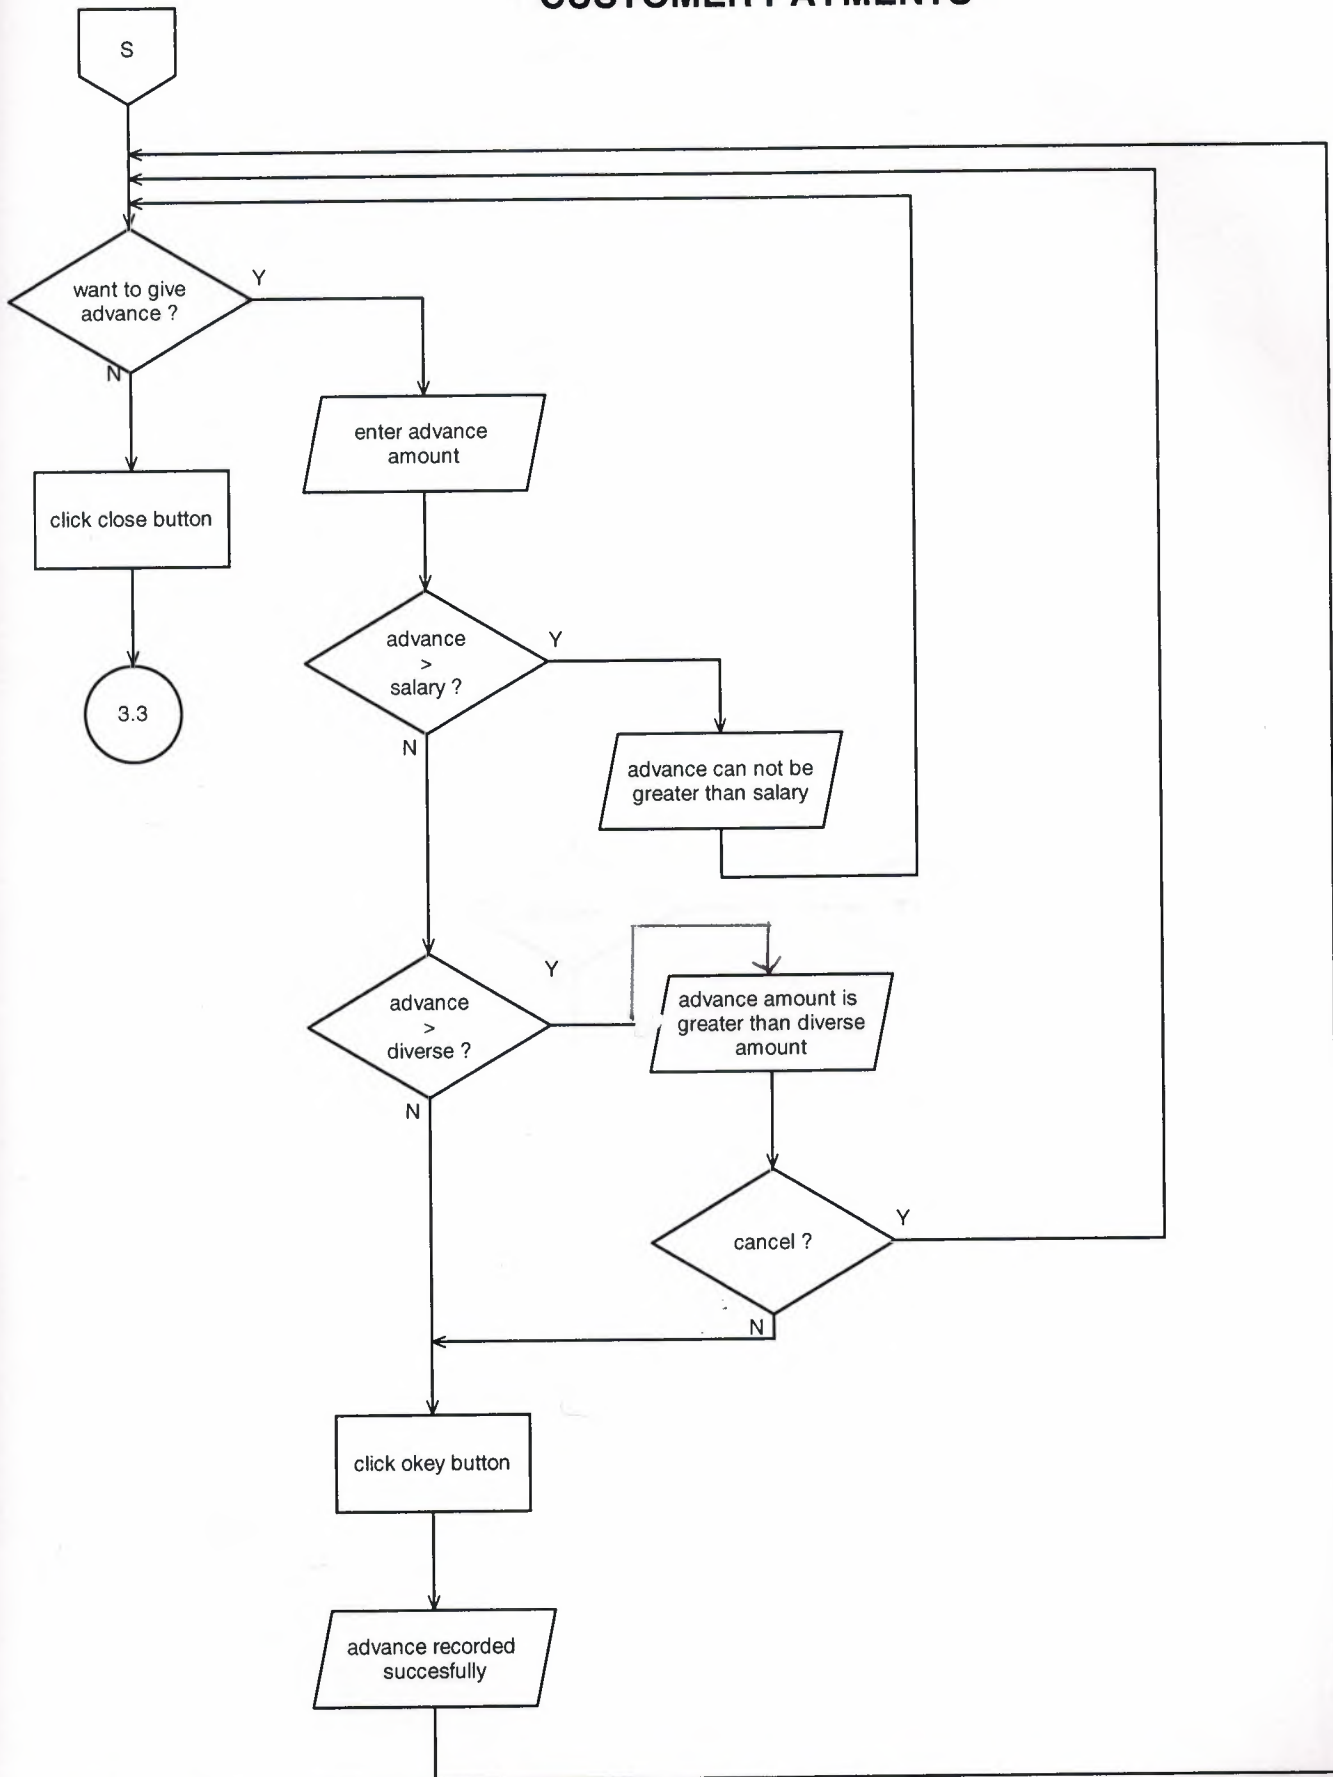 CUSTOMER PAYMENTS
S
want to give
advance ?
Y
N
enter advance
amount
click close button
3.3
advance
>
salary ?
Y
N
advance can not be
greater than salary
advance
>
diverse ?
Y
N
advance amount is
greater than diverse
amount
cancel ?
Y
N
click okey button
advance recorded
succesfully